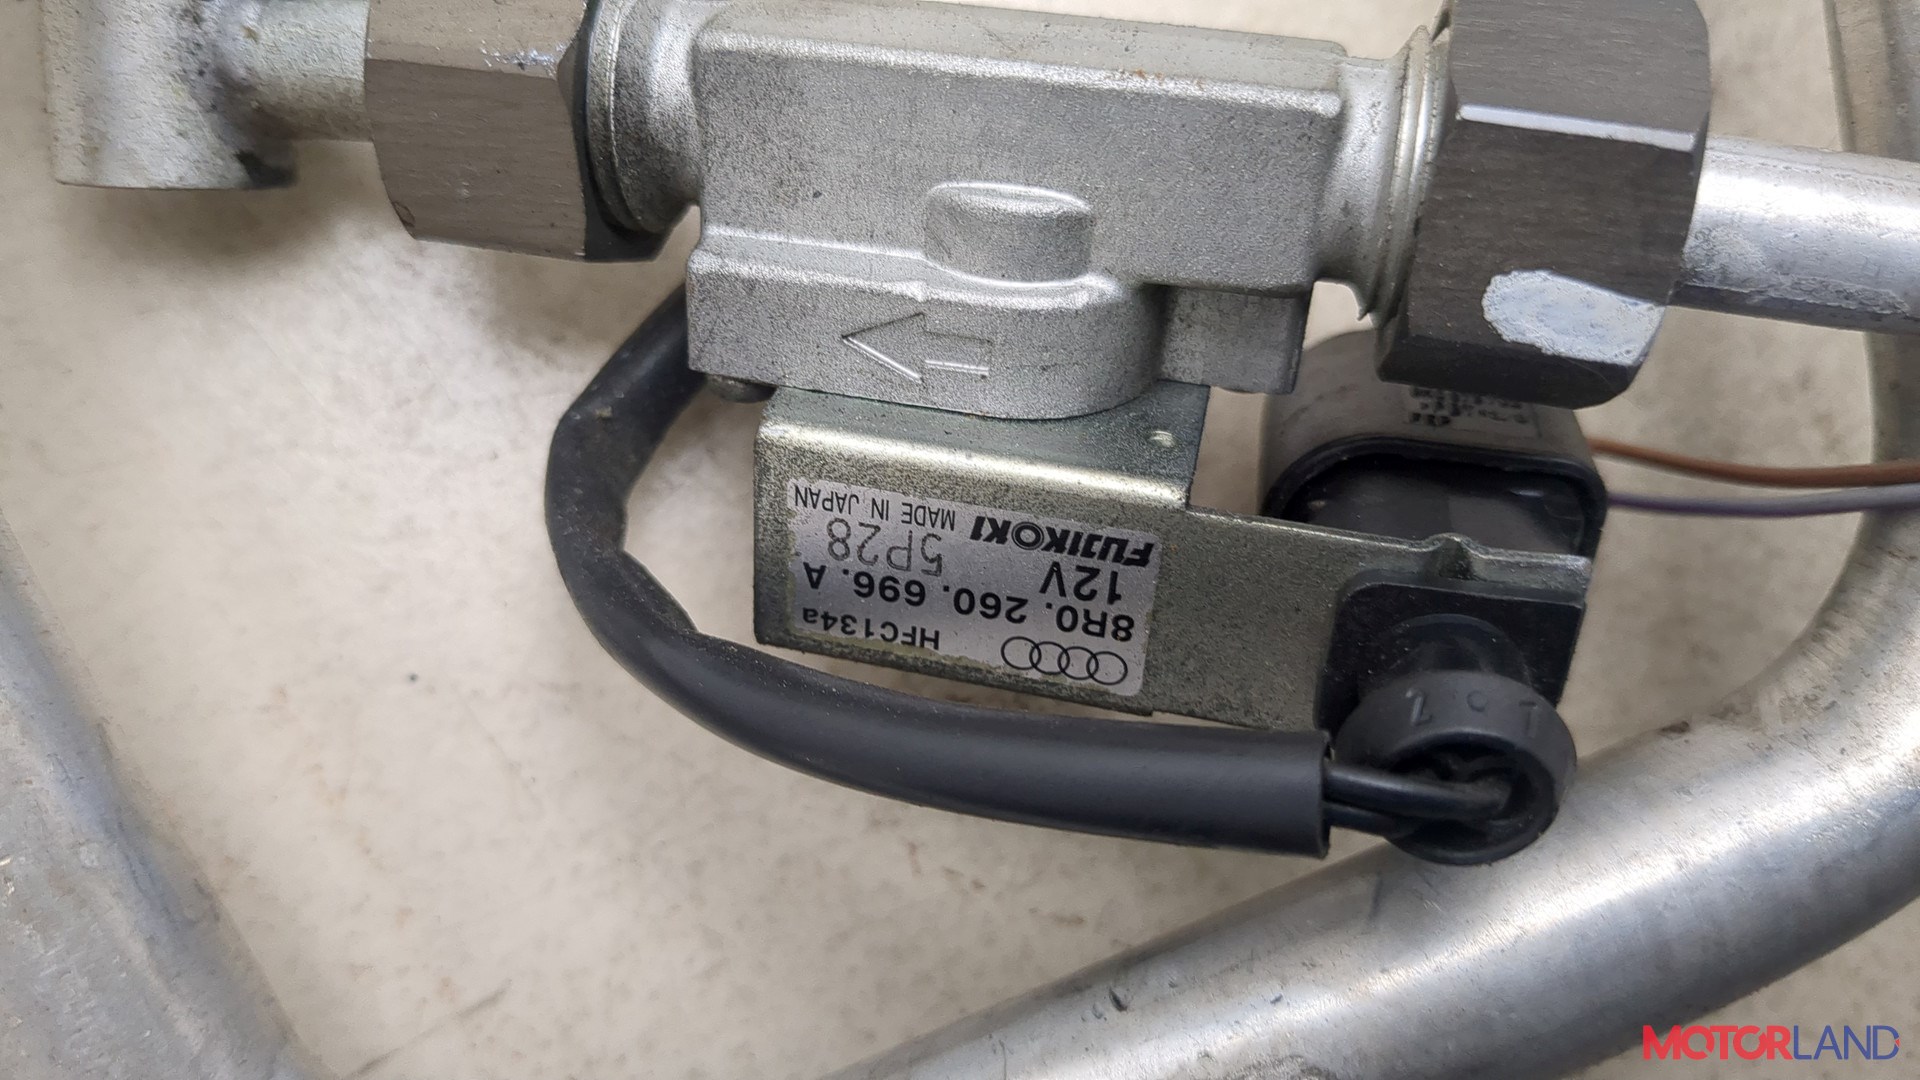 HFC134a
8R0. 260. 696. A
12V 5P28
FUJIKOKI MADE IN JAPAN
MOTORLAND